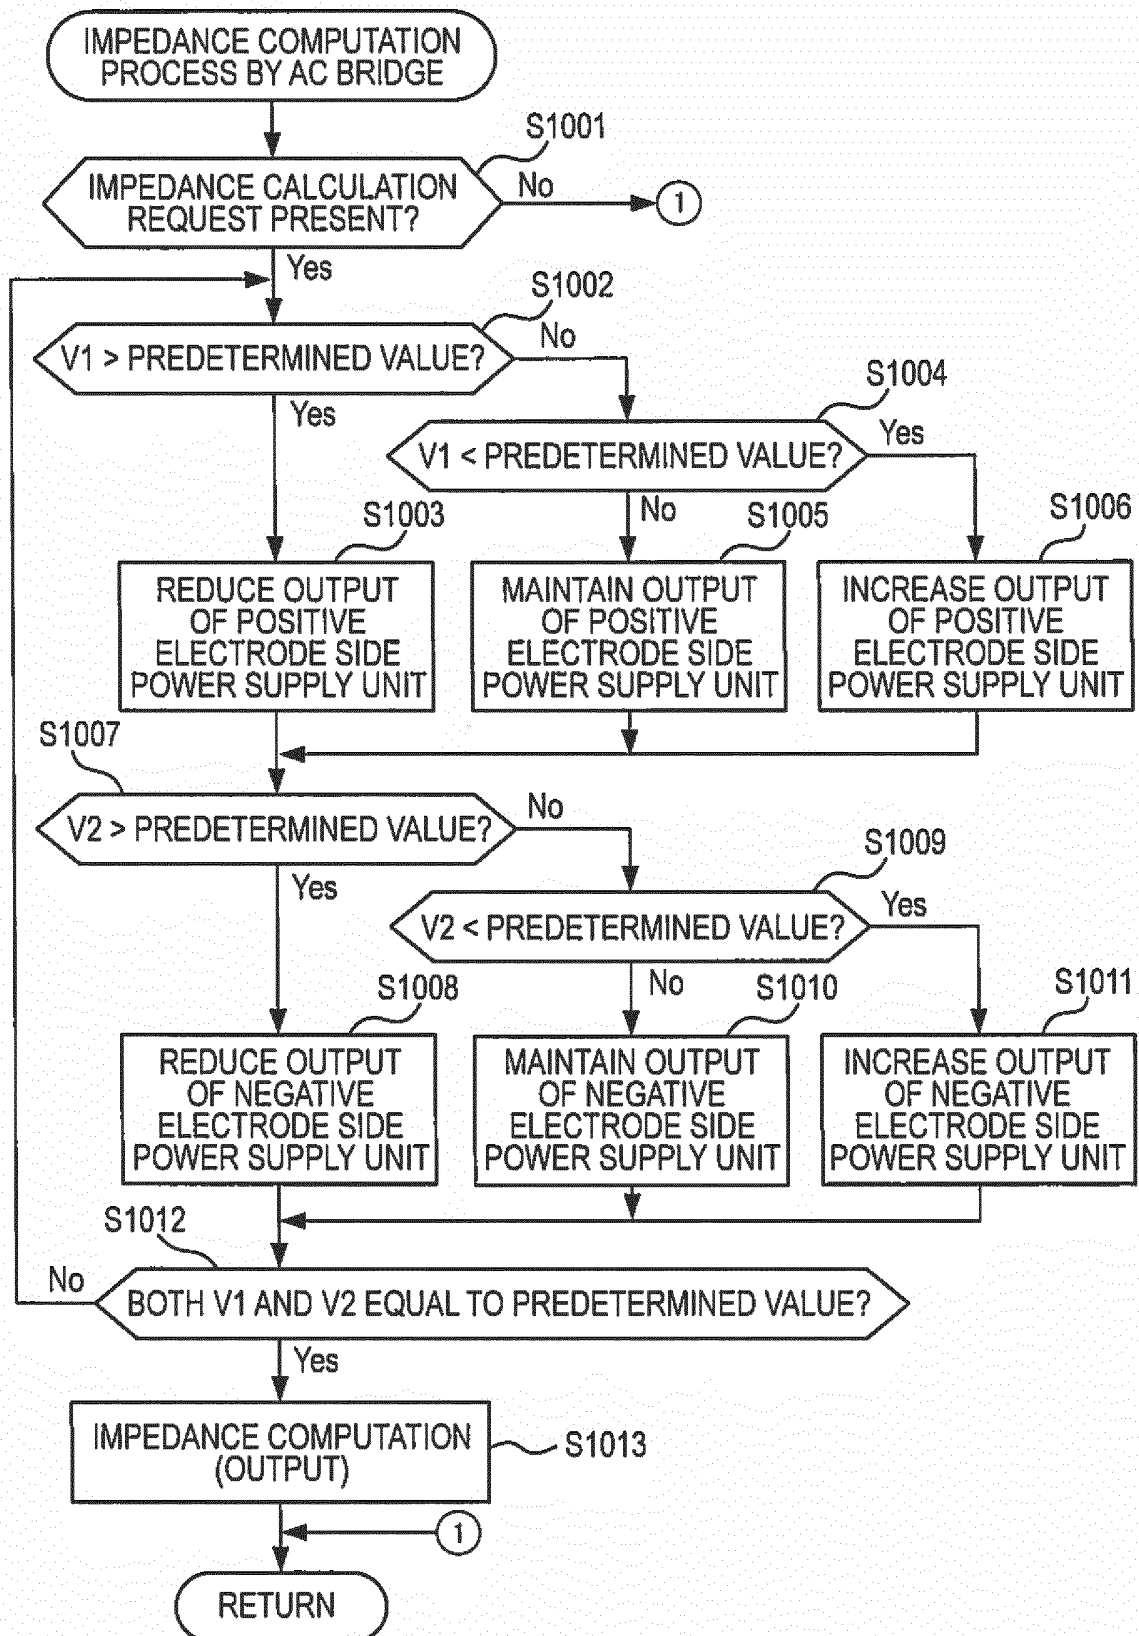 IMPEDANCE COMPUTATION
PROCESS BY AC BRIDGE
S1001
IMPEDANCE CALCULATION
REQUEST PRESENT?
No
1
Yes
S1002
V1 > PREDETERMINED VALUE?
No
Yes
S1004
V1 < PREDETERMINED VALUE?
Yes
No
S1003
REDUCE OUTPUT
OF POSITIVE
ELECTRODE SIDE
POWER SUPPLY UNIT
S1005
MAINTAIN OUTPUT
OF POSITIVE
ELECTRODE SIDE
POWER SUPPLY UNIT
S1006
INCREASE OUTPUT
OF POSITIVE
ELECTRODE SIDE
POWER SUPPLY UNIT
S1007
V2 > PREDETERMINED VALUE?
No
Yes
S1009
V2 < PREDETERMINED VALUE?
Yes
No
S1008
REDUCE OUTPUT
OF NEGATIVE
ELECTRODE SIDE
POWER SUPPLY UNIT
S1010
MAINTAIN OUTPUT
OF NEGATIVE
ELECTRODE SIDE
POWER SUPPLY UNIT
S1011
INCREASE OUTPUT
OF NEGATIVE
ELECTRODE SIDE
POWER SUPPLY UNIT
S1012
No
BOTH V1 AND V2 EQUAL TO PREDETERMINED VALUE?
Yes
IMPEDANCE COMPUTATION
(OUTPUT)
S1013
1
RETURN